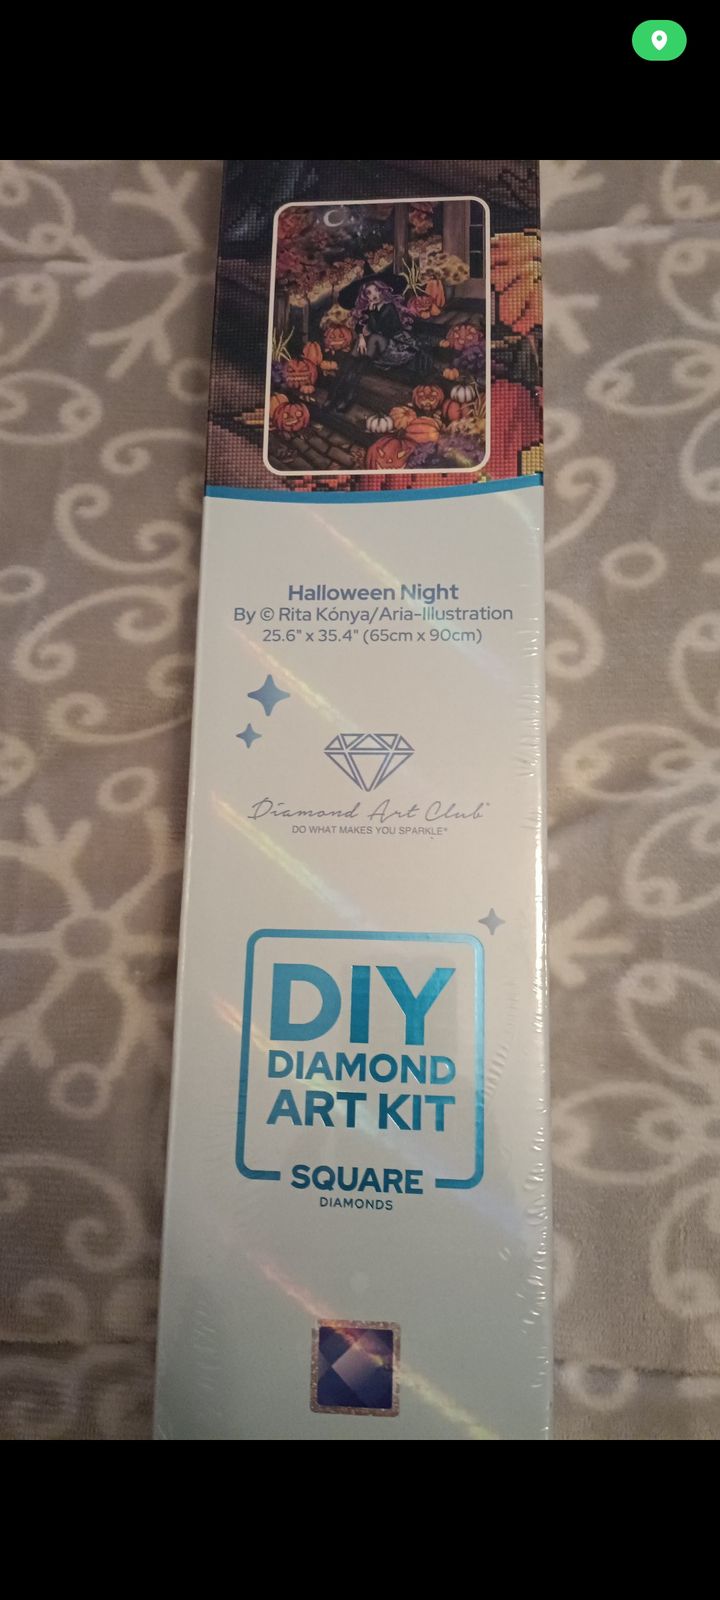 Halloween Night
By © Rita Kónya/Aria-Illustration
25.6" x 35.4" (65cm x 90cm)
Diamond Art Club™
DO WHAT MAKES YOU SPARKLE®
DIY
DIAMOND
ART KIT
SQUARE
DIAMONDS